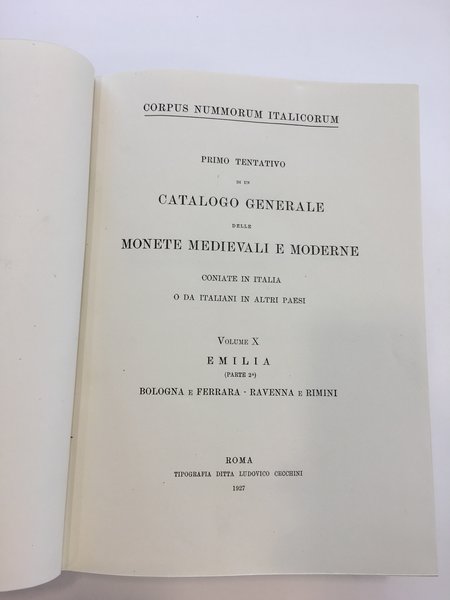 CORPUS NUMMORUM ITALICORUM
PRIMO TENTATIVO
DI UN
CATALOGO GENERALE
DELLE
MONETE MEDIEVALI E MODERNE
CONIATE IN ITALIA
O DA ITALIANI IN ALTRI PAESI
VOLUME X
EMILIA
(PARTE 2ª)
BOLOGNA E FERRARA - RAVENNA E RIMINI
ROMA
TIPOGRAFIA DITTA LUDOVICO CECCHINI
1927